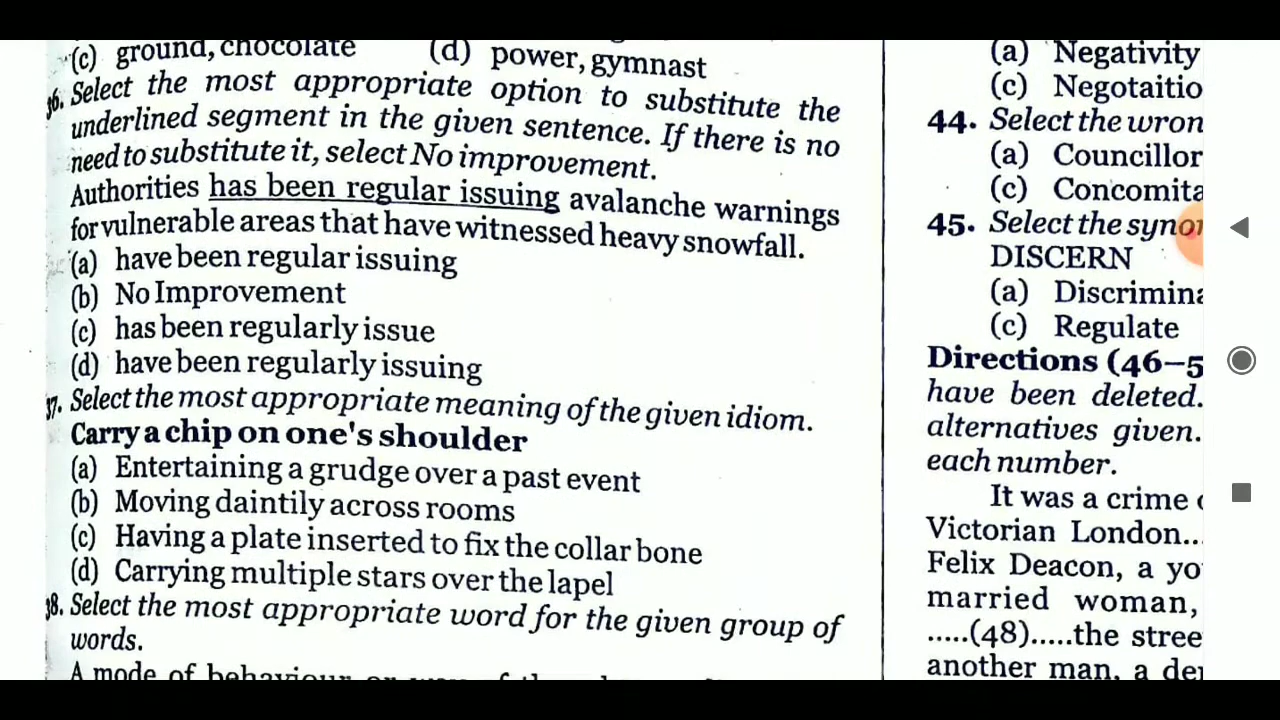 (c) ground, chocolate (d) power, gymnast
36. Select the most appropriate option to substitute the
underlined segment in the given sentence. If there is no
need to substitute it, select No improvement.
Authorities has been regular issuing avalanche warnings
for vulnerable areas that have witnessed heavy snowfall.
(a) have been regular issuing
(b) No Improvement
(c) has been regularly issue
(d) have been regularly issuing
37. Select the most appropriate meaning of the given idiom.
Carry a chip on one's shoulder
(a) Entertaining a grudge over a past event
(b) Moving daintily across rooms
(c) Having a plate inserted to fix the collar bone
(d) Carrying multiple stars over the lapel
38. Select the most appropriate word for the given group of
words.
A mode of behaviour or way of
(a) Negativity
(c) Negotaitio
44. Select the wron
(a) Councillor
(c) Concomita
45. Select the synon
DISCERN
(a) Discrimina
(c) Regulate
Directions (46–5
have been deleted.
alternatives given.
each number.
It was a crime
Victorian London...
Felix Deacon, a yo
married woman,
.....(48).....the stree
another man, a de